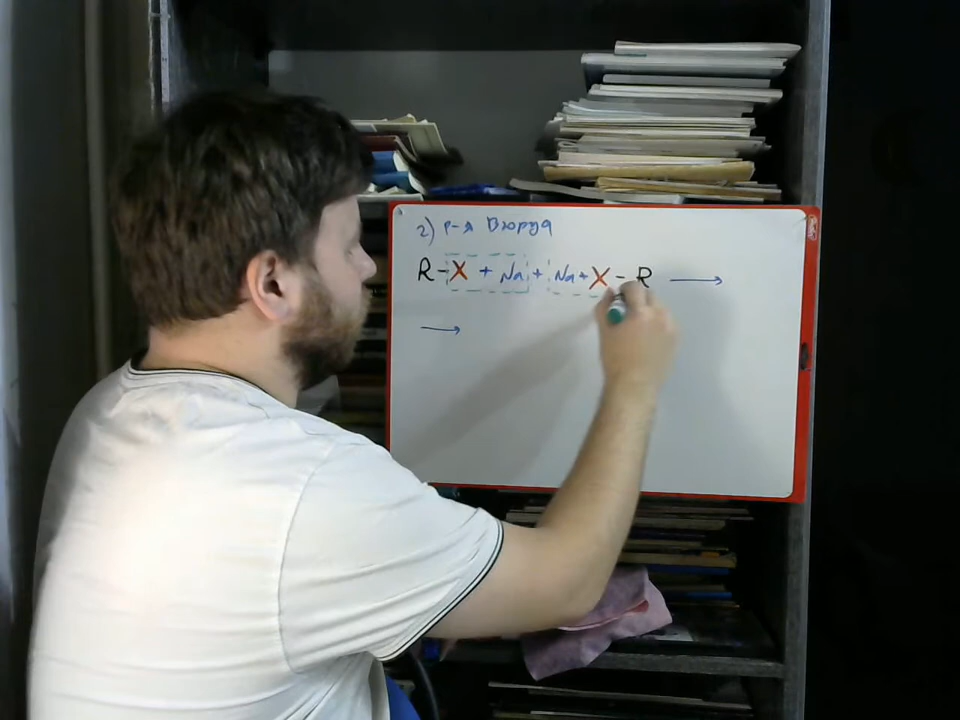 2) р-я Вюрца
R-X + Na + Na + X - R ⟶
⟶